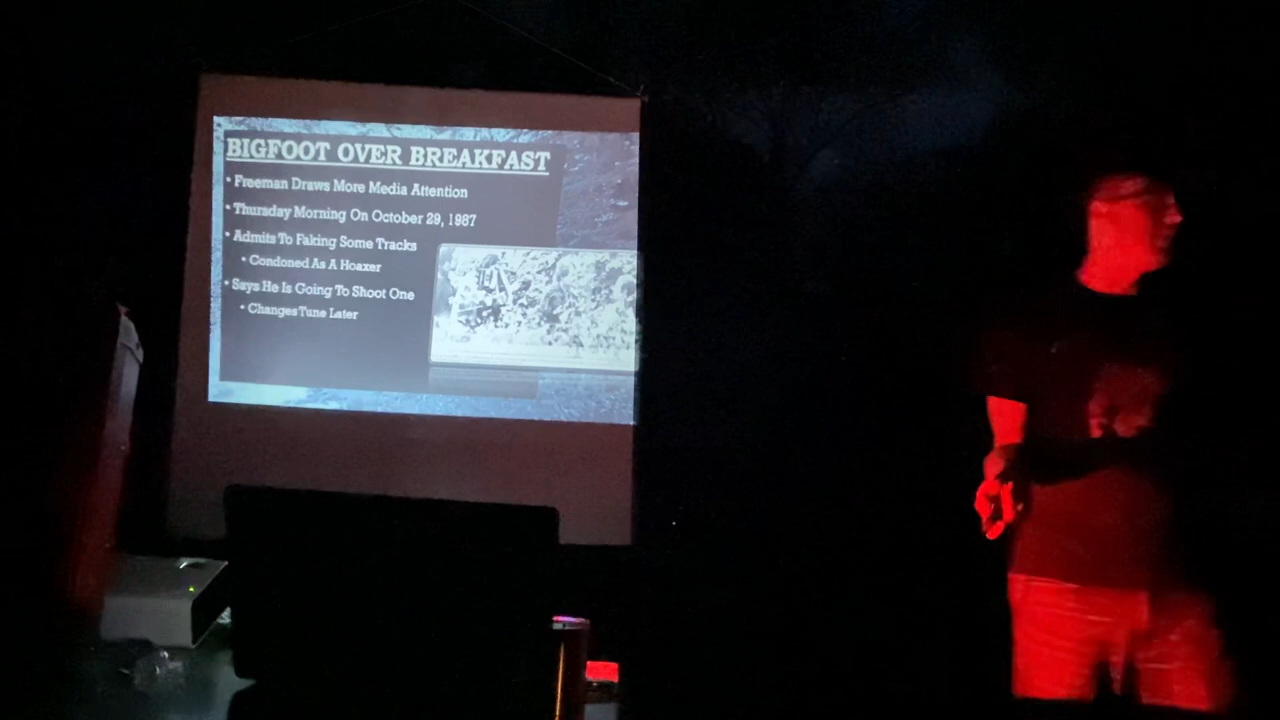 BIGFOOT OVER BREAKFAST
• Freeman Draws More Media Attention
• Thursday Morning On October 29, 1987
• Admits To Faking Some Tracks
• Condoned As A Hoaxer
• Says He Is Going To Shoot One
• Changes Tune Later